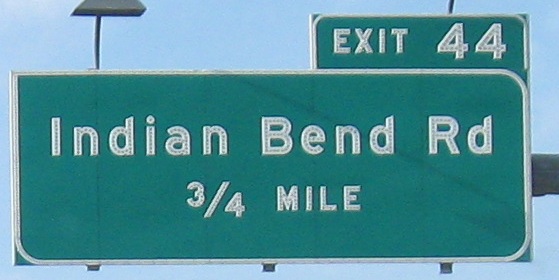 EXIT 44
Indian Bend Rd
3/4 MILE